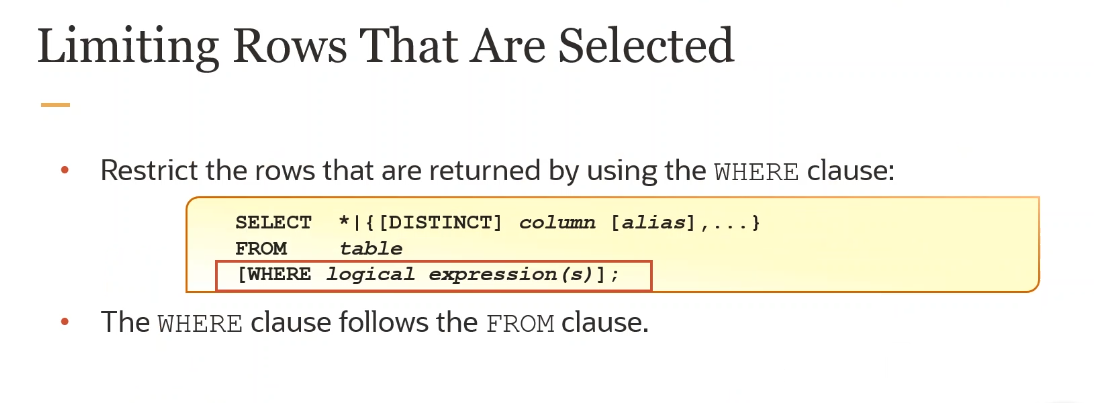 Limiting Rows That Are Selected
• Restrict the rows that are returned by using the WHERE clause:
SELECT *|{[DISTINCT] column [alias],...}
FROM table
[WHERE logical expression(s)];
• The WHERE clause follows the FROM clause.